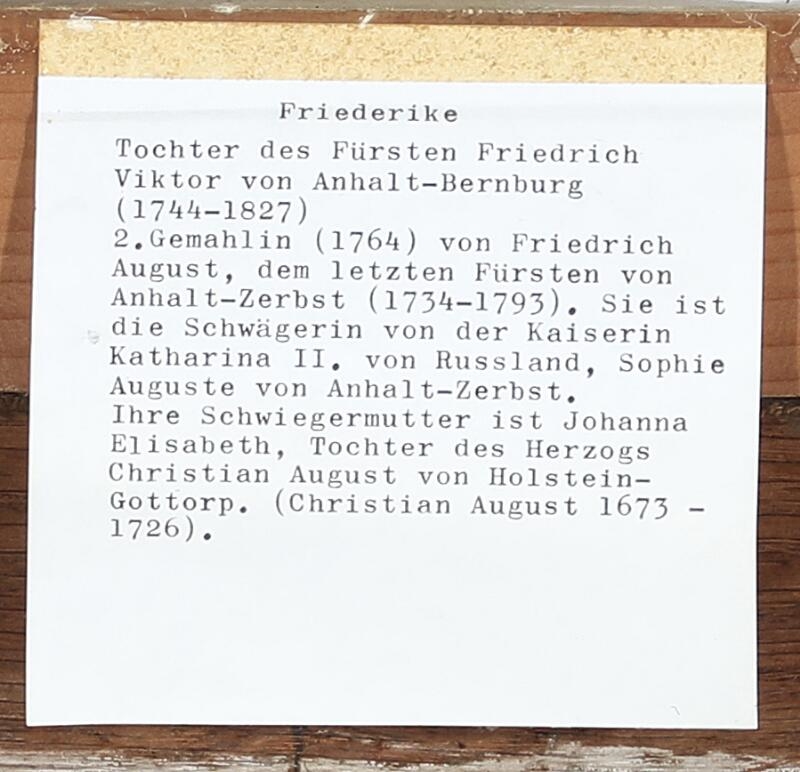 Friederike
Tochter des Fürsten Friedrich
Viktor von Anhalt-Bernburg
(1744-1827)
2.Gemahlin (1764) von Friedrich
August, dem letzten Fürsten von
Anhalt-Zerbst (1734-1793). Sie ist
die Schwägerin von der Kaiserin
Katharina II. von Russland, Sophie
Auguste von Anhalt-Zerbst.
Ihre Schwiegermutter ist Johanna
Elisabeth, Tochter des Herzogs
Christian August von Holstein-
Gottorp. (Christian August 1673 -
1726).